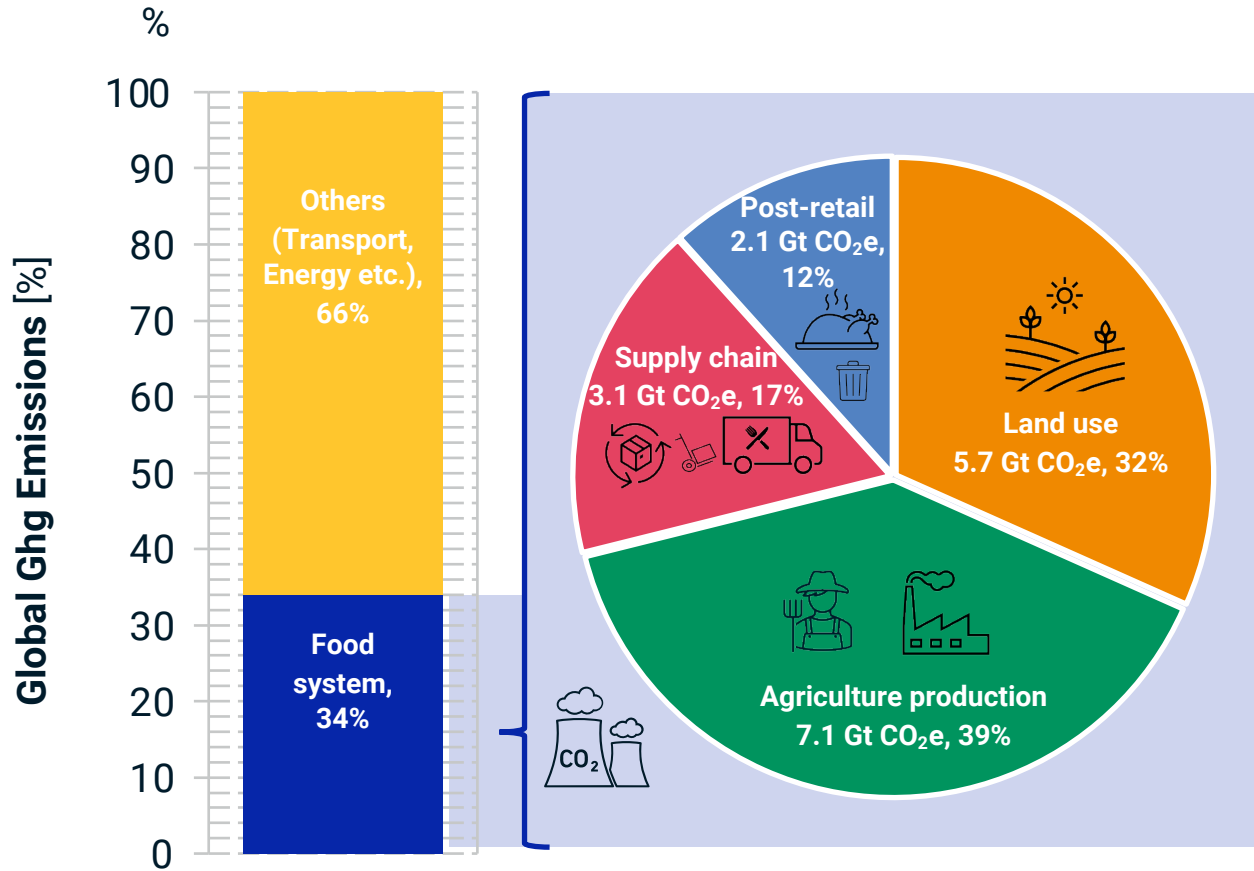 %
100
90
80
70
60
50
40
30
20
10
0
Global Ghg Emissions [%]
Others
(Transport,
Energy etc.),
66%
Food
system,
34%
CO₂
Post-retail
2.1 Gt CO₂e,
12%
Supply chain
3.1 Gt CO₂e, 17%
Land use
5.7 Gt CO₂e, 32%
Agriculture production
7.1 Gt CO₂e, 39%